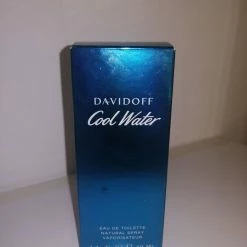 DAVIDOFF
Cool Water
EAU DE TOILETTE
NATURAL SPRAY
VAPORISATEUR